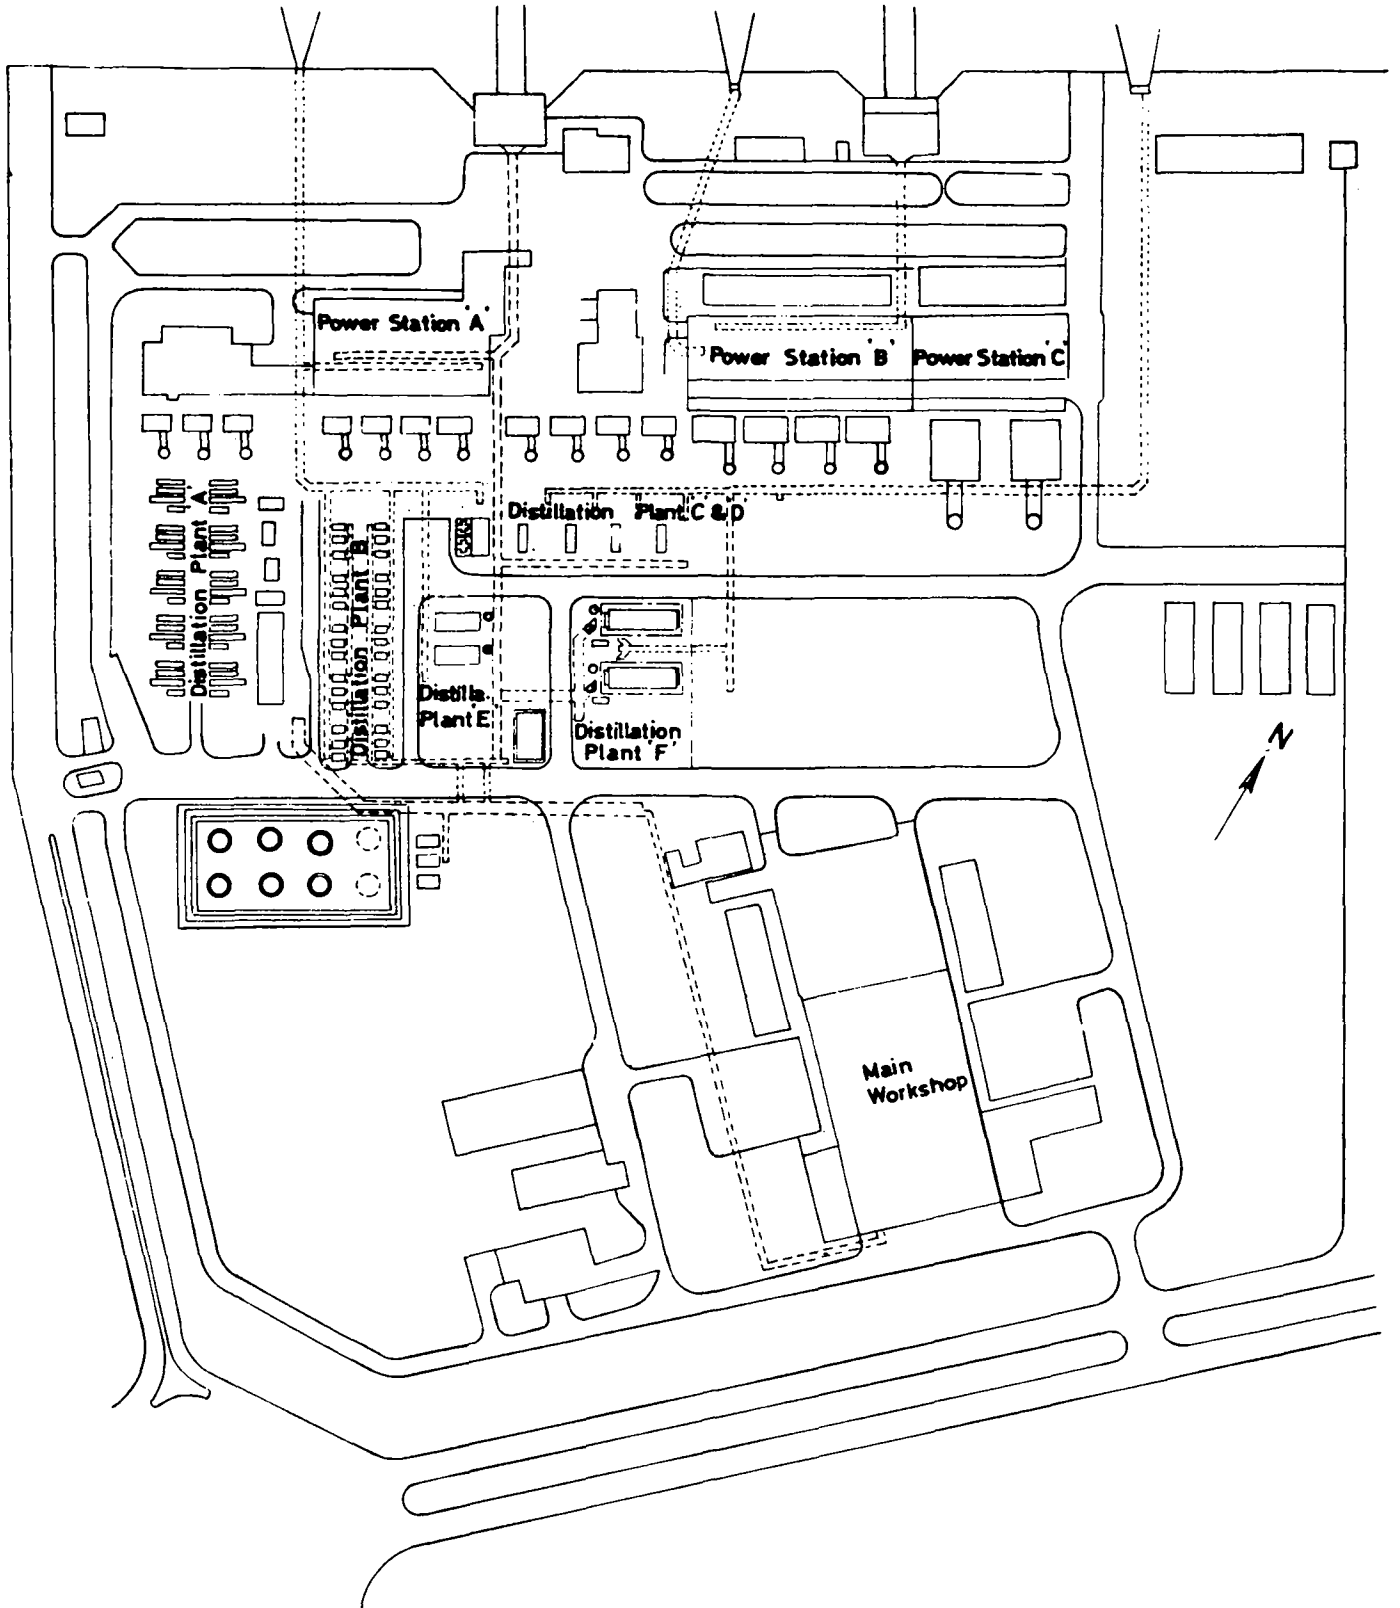 Power Station 'A'
Power Station 'B'
Power Station 'C'
Distillation Plant 'A'
Distillation Plant B
Distillation Plant 'C' & 'D'
Distilla.
Plant 'E'
Distillation
Plant 'F'
N
Main
Workshop